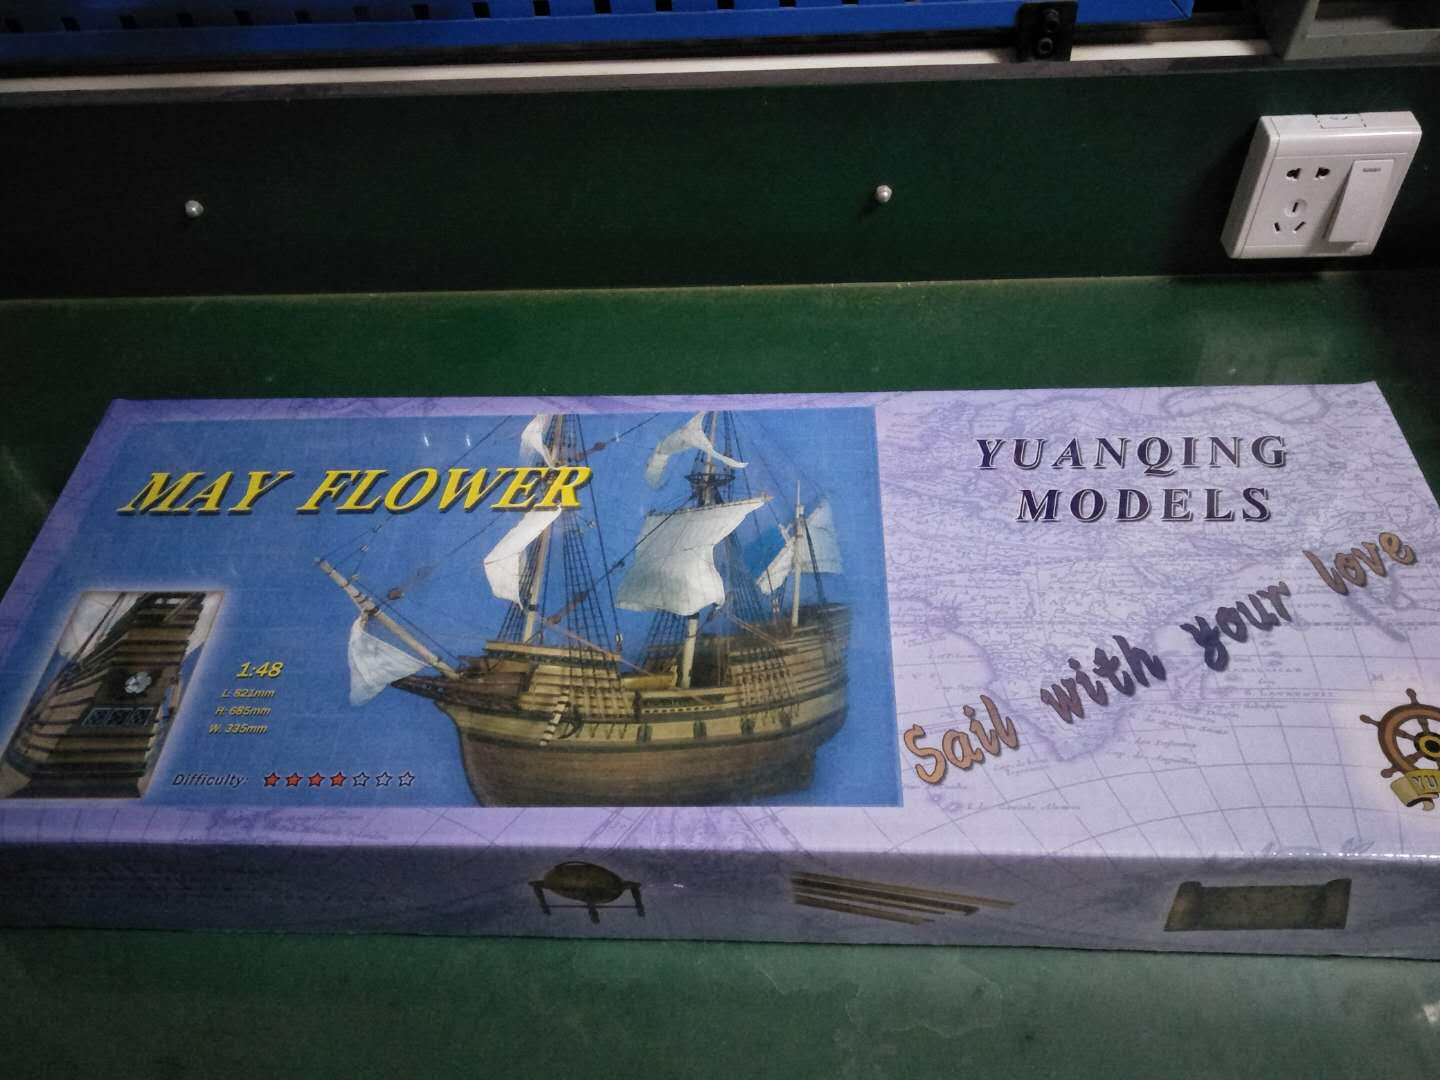 MAY FLOWER
1:48
L: 821mm
H: 685mm
W: 335mm
Difficulty:
YUANQING
MODELS
Sail with your love